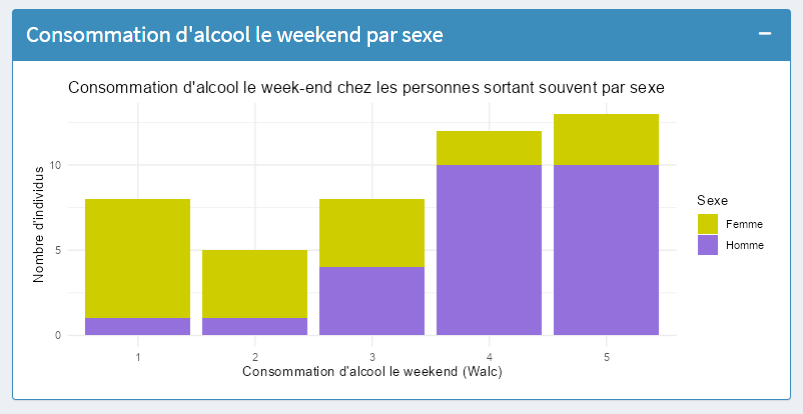 Consommation d'alcool le weekend par sexe
Consommation d'alcool le week-end chez les personnes sortant souvent par sexe
Nombre d'individus
10
5
0
1 2 3 4 5
Consommation d'alcool le weekend (Walc)
Sexe
Femme
Homme